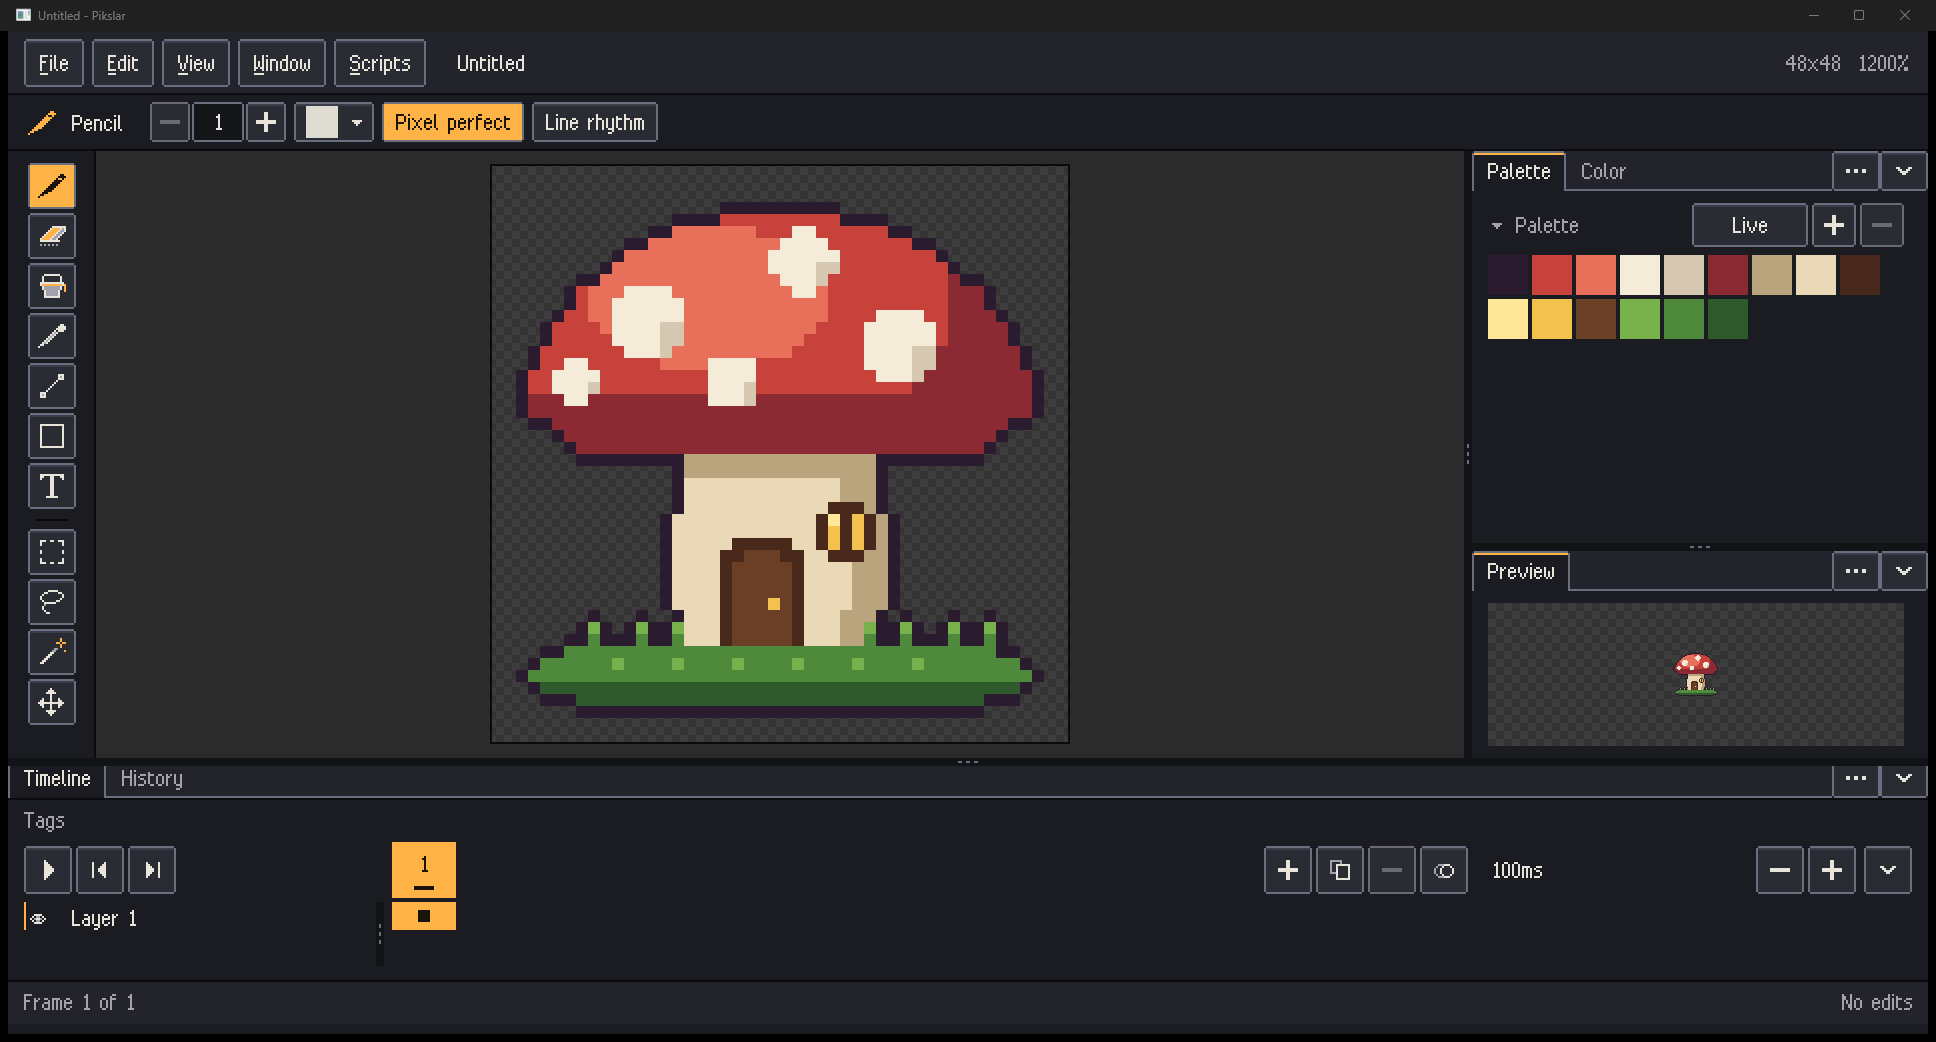 Untitled - Pikslar
File Edit View Window Scripts Untitled 48x48 1200%
Pencil 1 Pixel perfect Line rhythm
Palette Color
Palette Live
T
Preview
Timeline History
Tags
1
100ms
Layer 1
Frame 1 of 1 No edits